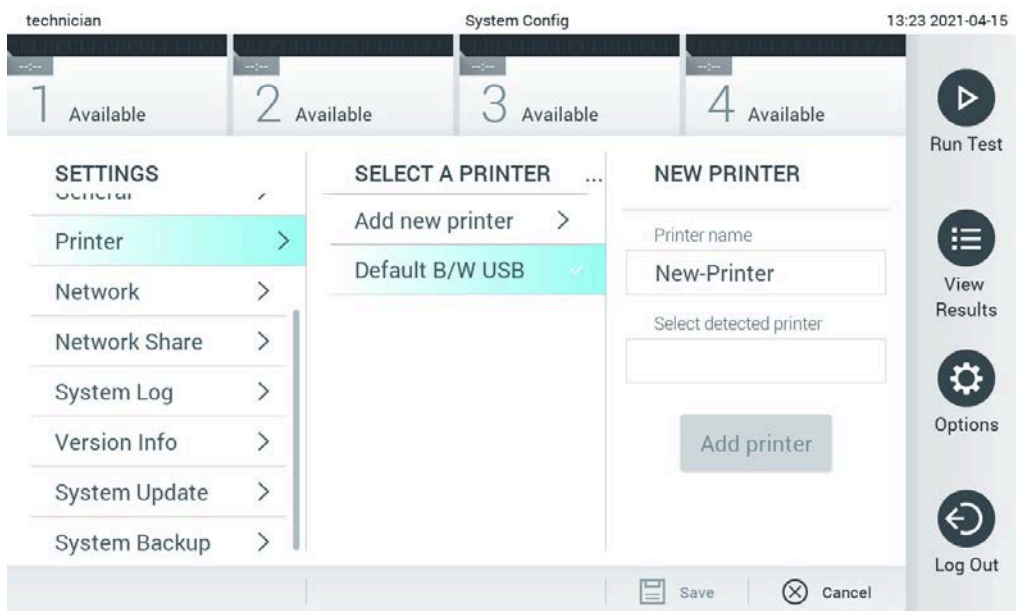 technician
System Config
13:23 2021-04-15
--:--
--:--
--:--
--:--
1 Available
2 Available
3 Available
4 Available
SETTINGS
General
Printer
Network
Network Share
System Log
Version Info
System Update
System Backup
SELECT A PRINTER ...
Add new printer
Default B/W USB
NEW PRINTER
Printer name
New-Printer
Select detected printer
Add printer
Save
Cancel
Run Test
View
Results
Options
Log Out